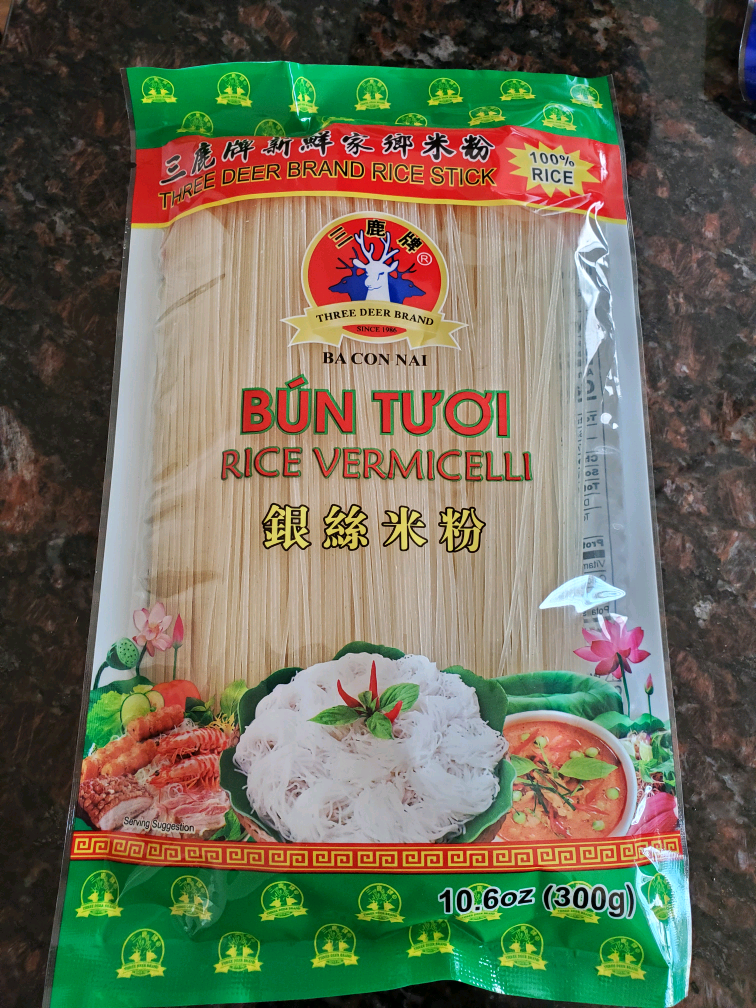 三鹿牌新鮮家鄉米粉
THREE DEER BRAND RICE STICK
100%
RICE
三鹿牌
®
THREE DEER BRAND
SINCE 1986
BA CON NAI
BÚN TƯƠI
RICE VERMICELLI
銀絲米粉
Serving Suggestion
10.6oz (300g)